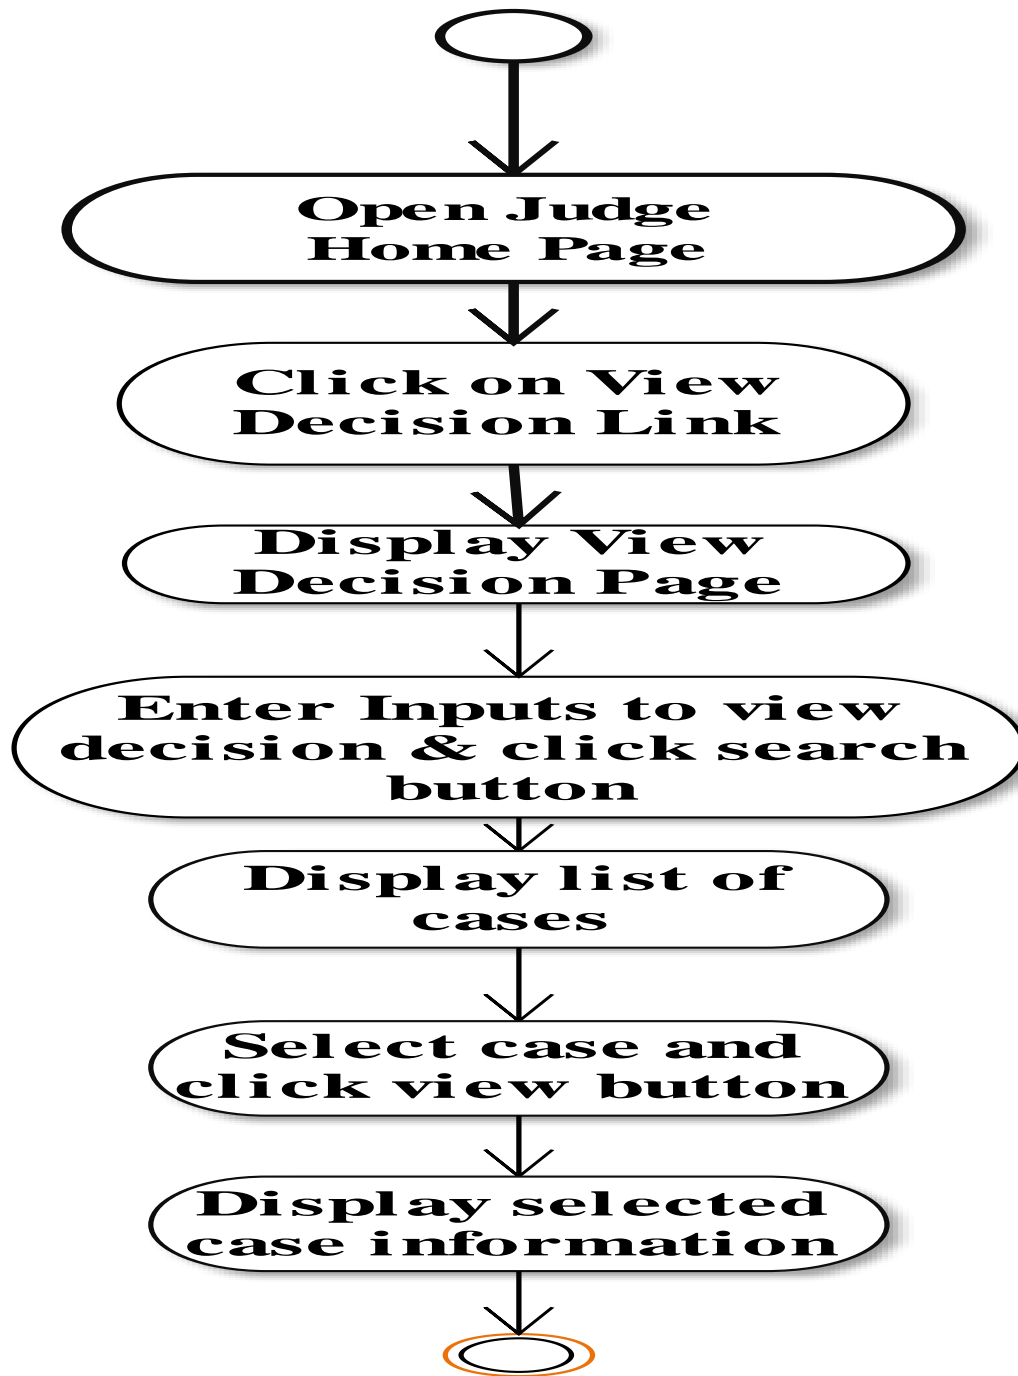 Open Judge
Home Page
Click on View
Decision Link
Display View
Decision Page
Enter Inputs to view
decision & click search
button
Display list of
cases
Select case and
click view button
Display selected
case information